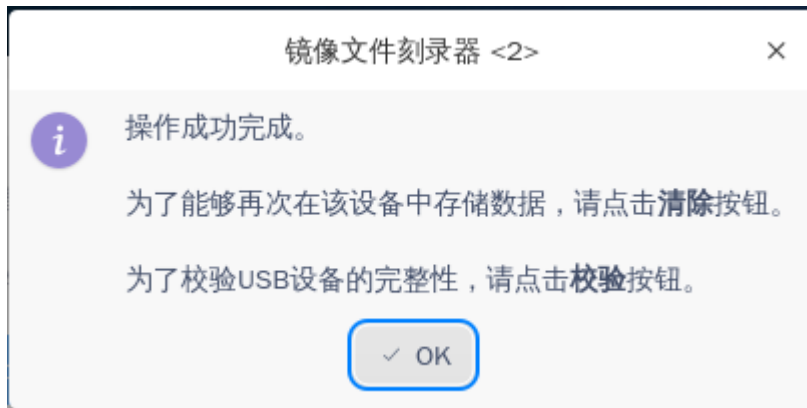 镜像文件刻录器 <2>
操作成功完成。
为了能够再次在该设备中存储数据，请点击清除按钮。
为了校验USB设备的完整性，请点击校验按钮。
OK